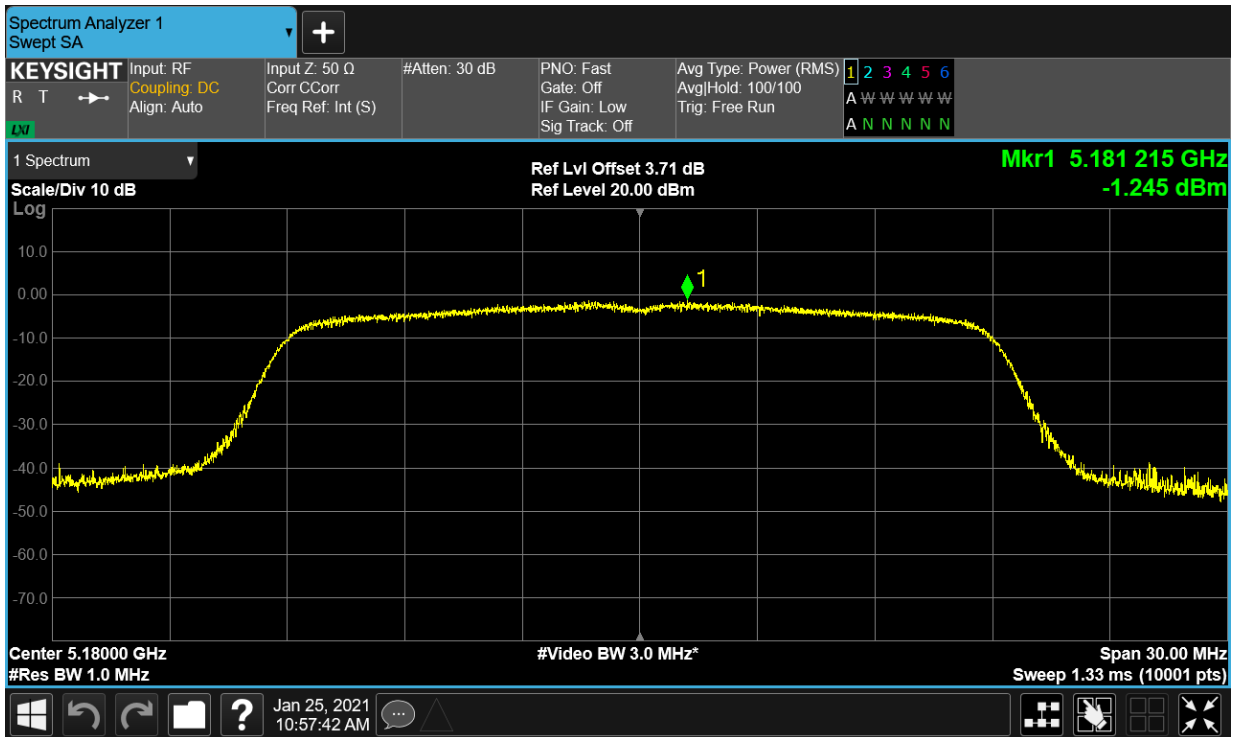 Spectrum Analyzer 1
Swept SA
+
KEYSIGHT
R T
LXI
Input: RF
Coupling: DC
Align: Auto
Input Z: 50 Ω
Corr CCorr
Freq Ref: Int (S)
#Atten: 30 dB
PNO: Fast
Gate: Off
IF Gain: Low
Sig Track: Off
Avg Type: Power (RMS)
Avg|Hold: 100/100
Trig: Free Run
1 2 3 4 5 6
A W W W W W
A N N N N N
1 Spectrum
Scale/Div 10 dB
Log
Ref Lvl Offset 3.71 dB
Ref Level 20.00 dBm
Mkr1 5.181 215 GHz
-1.245 dBm
1
10.0
0.00
-10.0
-20.0
-30.0
-40.0
-50.0
-60.0
-70.0
Center 5.18000 GHz
#Res BW 1.0 MHz
#Video BW 3.0 MHz*
Span 30.00 MHz
Sweep 1.33 ms (10001 pts)
?
Jan 25, 2021
10:57:42 AM